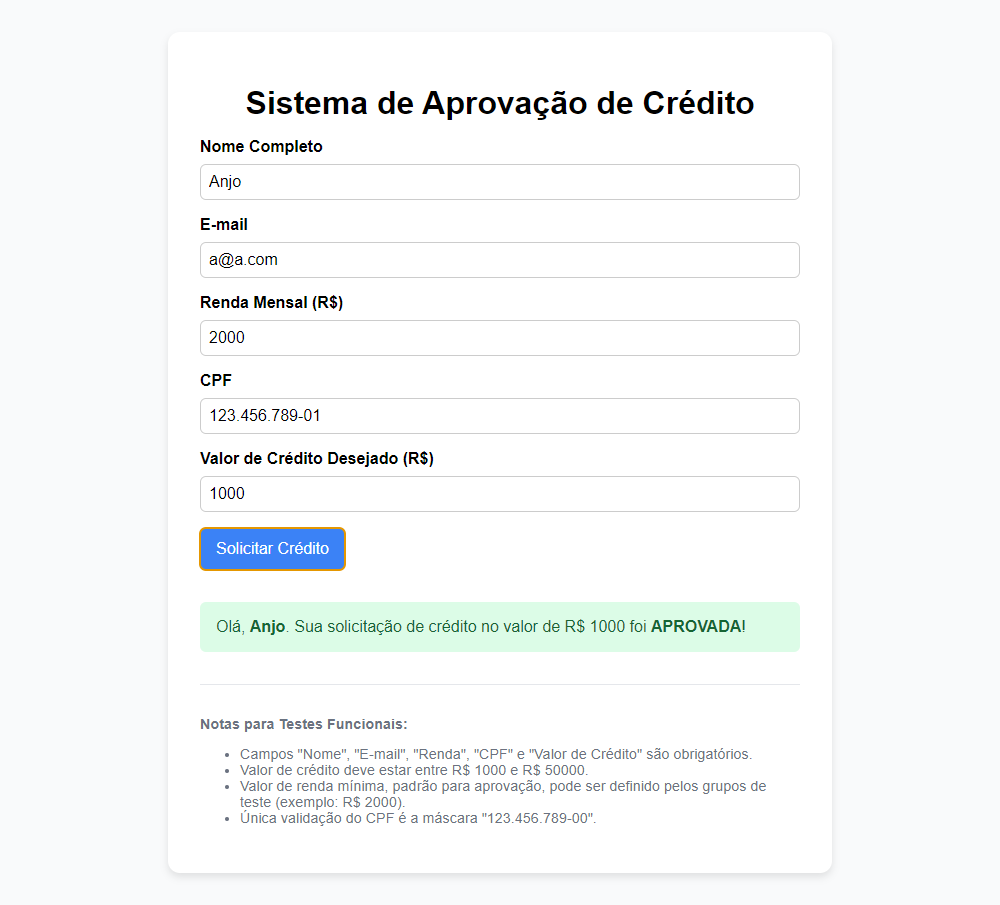 Sistema de Aprovação de Crédito
Nome Completo
Anjo
E-mail
a@a.com
Renda Mensal (R$)
2000
CPF
123.456.789-01
Valor de Crédito Desejado (R$)
1000
Solicitar Crédito
Olá, Anjo. Sua solicitação de crédito no valor de R$ 1000 foi APROVADA!
Notas para Testes Funcionais:
• Campos "Nome", "E-mail", "Renda", "CPF" e "Valor de Crédito" são obrigatórios.
• Valor de crédito deve estar entre R$ 1000 e R$ 50000.
• Valor de renda mínima, padrão para aprovação, pode ser definido pelos grupos de
teste (exemplo: R$ 2000).
• Única validação do CPF é a máscara "123.456.789-00".